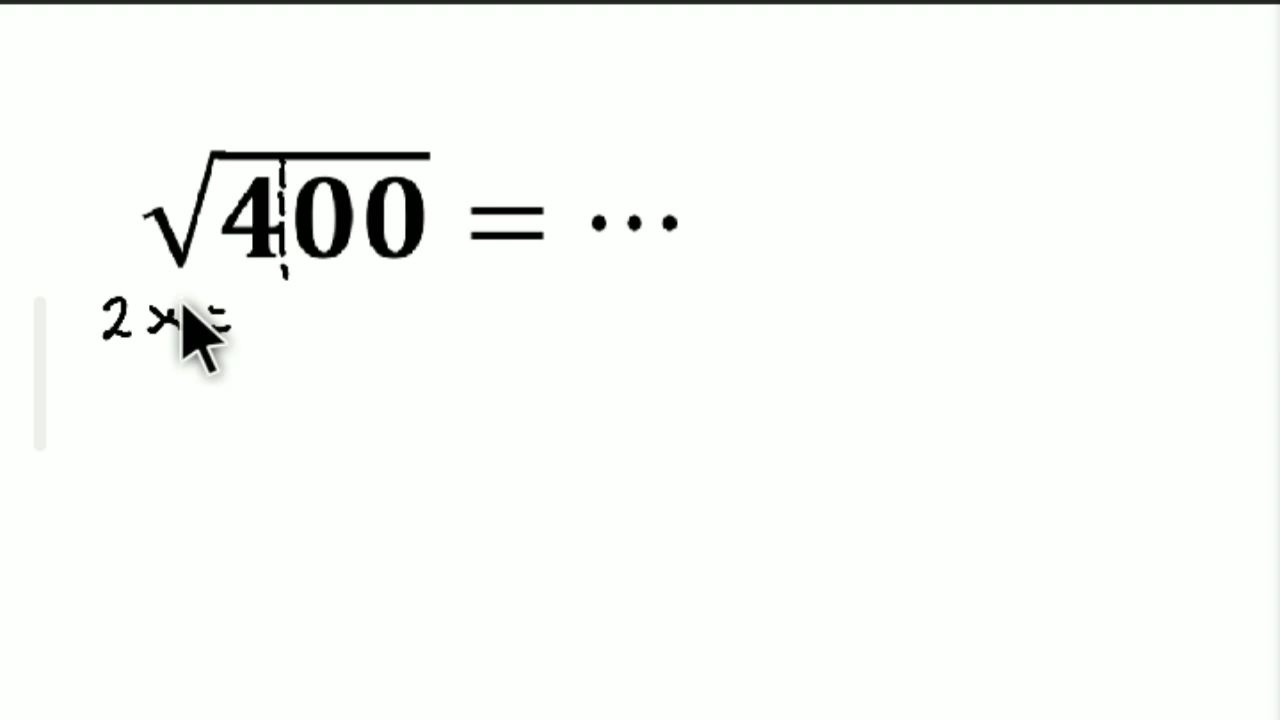 √400 = ···
2 ×